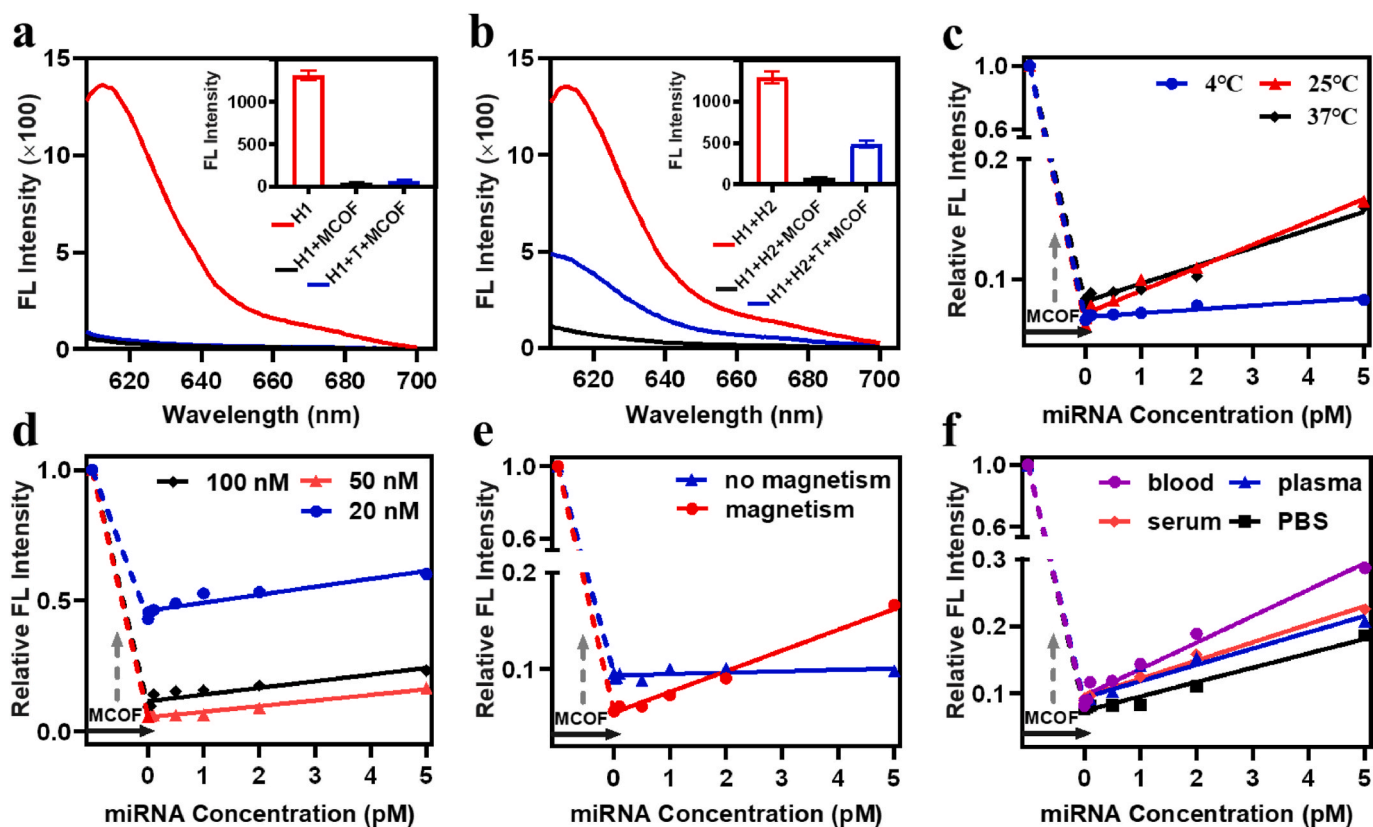 a
15
10
5
0
FL Intensity (×100)
620 640 660 680 700
Wavelength (nm)
FL Intensity
1000
500
0
H1
H1+MCOF
H1+T+MCOF
b
15
10
5
0
FL Intensity (×100)
620 640 660 680 700
Wavelength (nm)
FL Intensity
1000
500
0
H1+H2
H1+H2+MCOF
H1+H2+T+MCOF
c
1.0
0.6
0.2
0.1
Relative FL Intensity
4°C 25°C
37°C
MCOF
0 1 2 3 4 5
miRNA Concentration (pM)
d
1.0
0.5
0.0
Relative FL Intensity
100 nM 50 nM
20 nM
MCOF
0 1 2 3 4 5
miRNA Concentration (pM)
e
1.0
0.6
0.2
0.1
Relative FL Intensity
no magnetism
magnetism
MCOF
0 1 2 3 4 5
miRNA Concentration (pM)
f
1.0
0.6
0.3
0.2
0.1
Relative FL Intensity
blood plasma
serum PBS
MCOF
0 1 2 3 4 5
miRNA Concentration (pM)